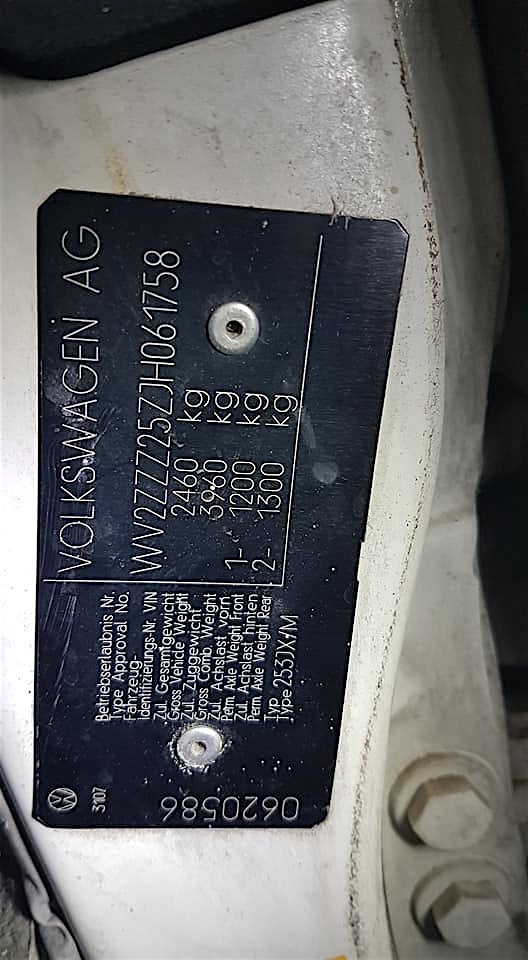 VOLKSWAGEN AG
Betriebserlaubnis Nr.
Type Approval No.
Fahrzeug-
Identifizierungs-Nr. VIN WV2ZZZ25ZJH061758
Zul. Gesamtgewicht
Gross Vehicle Weight 2460 kg
Zul. Zuggewicht
Gross Comb. Weight 3960 kg
Zul. Achslast vorn
Perm. Axle Weight Front 1- 1200 kg
Zul. Achslast hinten
Perm. Axle Weight Rear 2- 1300 kg
Typ
Type
3107
0620586